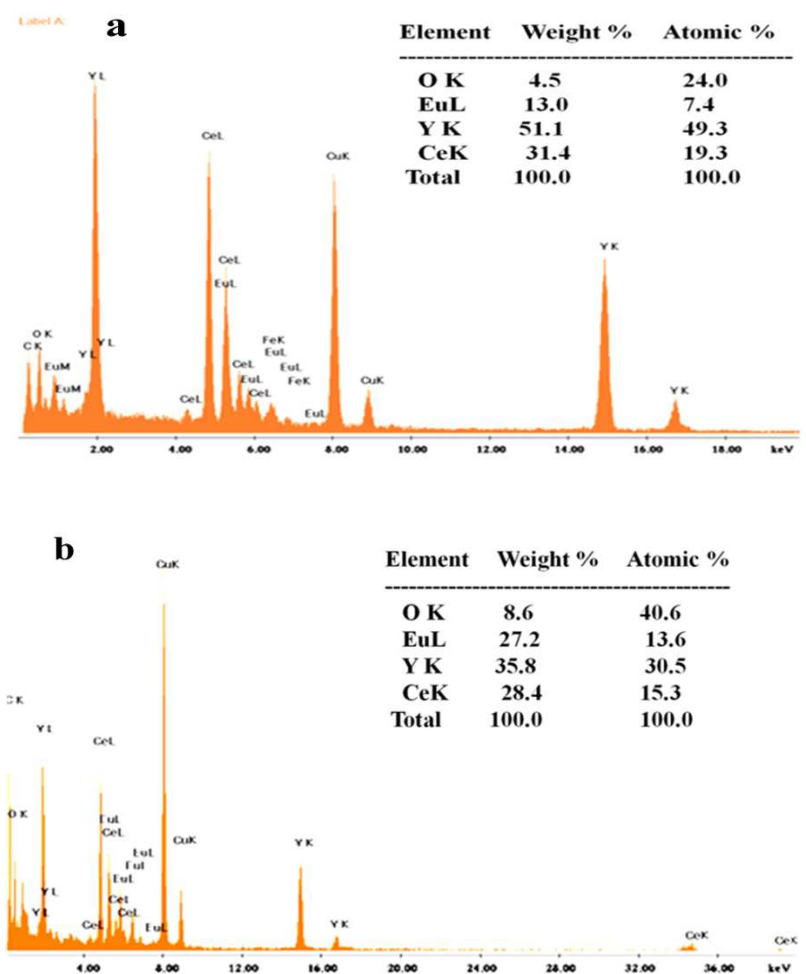 Label A:
a
Element Weight % Atomic %
O K 4.5 24.0
EuL 13.0 7.4
Y K 51.1 49.3
CeK 31.4 19.3
Total 100.0 100.0
Y L
CeL
CuK
CeL
EuL
Y K
O K
C K
Y L
Y L
EuM
EuM
FeK
EuL
CeL
EuL
EuL
FeK
CeL
CuK
CeL
EuL
Y K
2.00 4.00 6.00 8.00 10.00 12.00 14.00 16.00 18.00 keV
b
Element Weight % Atomic %
O K 8.6 40.6
EuL 27.2 13.6
Y K 35.8 30.5
CeK 28.4 15.3
Total 100.0 100.0
CuK
C K
Y L
CeL
O K
EuL
CeL
CuK
Y K
EuL
EuL
EuL
Y L
CeL
Y L
CeL
CeL
EuL
Y K
CeK
CeK
4.00 8.00 12.00 16.00 20.00 24.00 28.00 32.00 36.00 keV